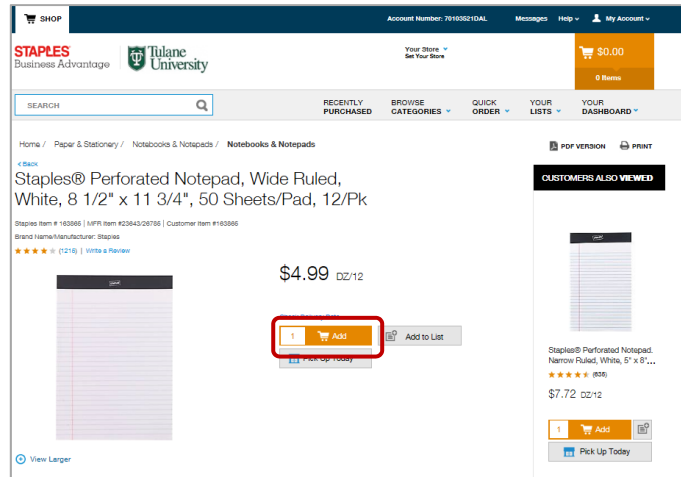 SHOP
Account Number: 70103521DAL Messages Help My Account
STAPLES
Business Advantage
Tulane
University
Your Store
Set Your Store
$0.00
0 Items
SEARCH
RECENTLY
PURCHASED
BROWSE
CATEGORIES
QUICK
ORDER
YOUR
LISTS
YOUR
DASHBOARD
Home / Paper & Stationery / Notebooks & Notepads / Notebooks & Notepads
PDF VERSION PRINT
< Back
Staples® Perforated Notepad, Wide Ruled,
White, 8 1/2" x 11 3/4", 50 Sheets/Pad, 12/Pk
Staples Item # 163865 | MFR Item #23643/26785 | Customer Item #163865
Brand Name/Manufacturer: Staples
(1218) | Write a Review
$4.99 DZ/12
1 Add
Add to List
Pick Up Today
View Larger
CUSTOMERS ALSO VIEWED
Staples® Perforated Notepad.
Narrow Ruled, White, 5" x 8"...
(635)
$7.72 DZ/12
1 Add
Pick Up Today